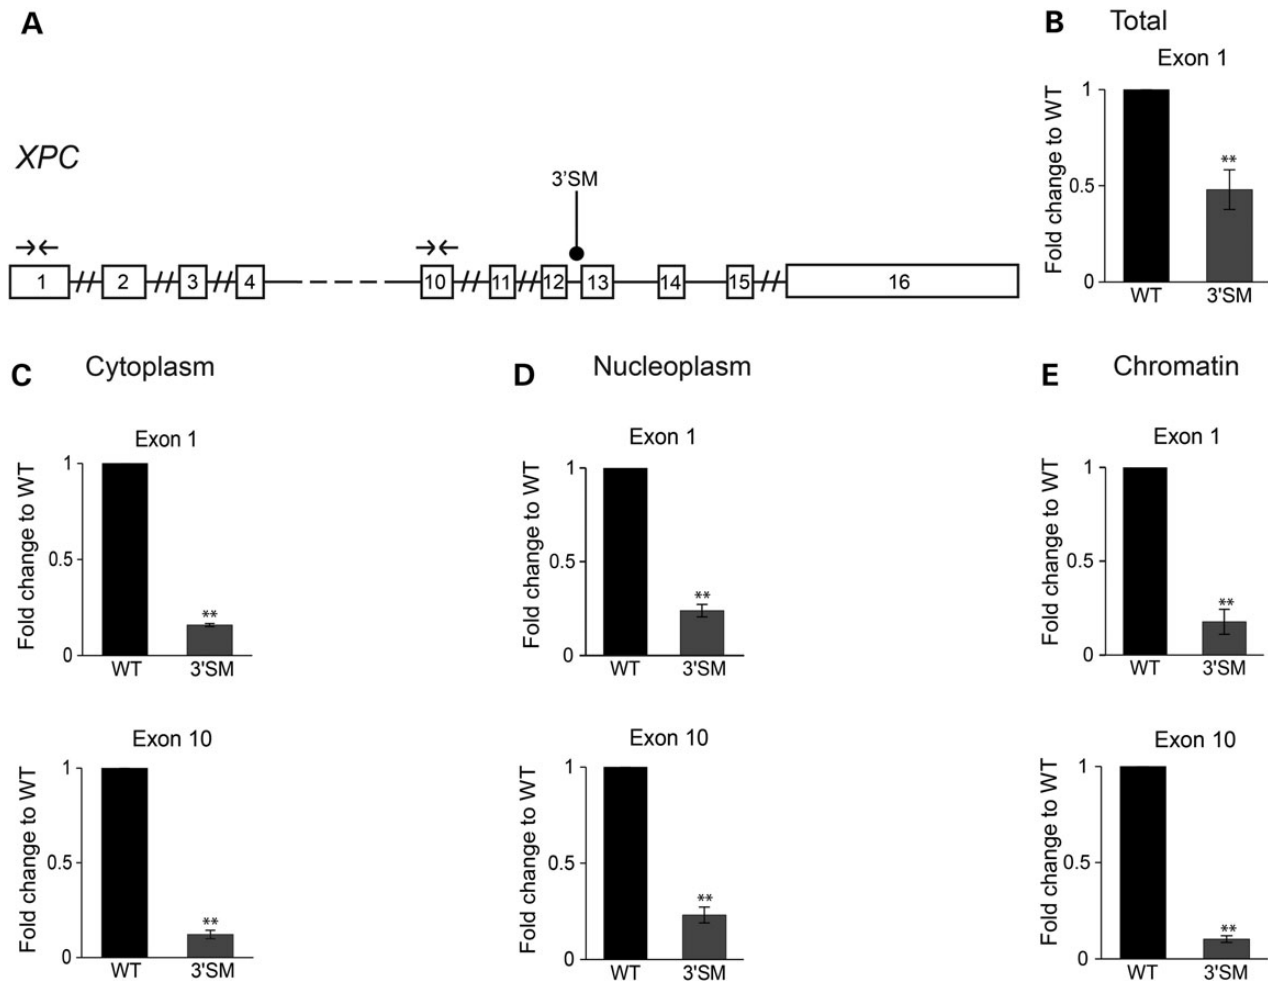 A
B Total
Exon 1
Fold change to WT
1
0.5
0
WT 3'SM
**
XPC
3'SM
1 2 3 4 10 11 12 13 14 15 16
C Cytoplasm
Exon 1
Fold change to WT
1
0.5
0
**
WT 3'SM
Exon 10
Fold change to WT
1
0.5
0
**
WT 3'SM
D Nucleoplasm
Exon 1
Fold change to WT
1
0.5
0
**
WT 3'SM
Exon 10
Fold change to WT
1
0.5
0
**
WT 3'SM
E Chromatin
Exon 1
Fold change to WT
1
0.5
0
**
WT 3'SM
Exon 10
Fold change to WT
1
0.5
0
**
WT 3'SM